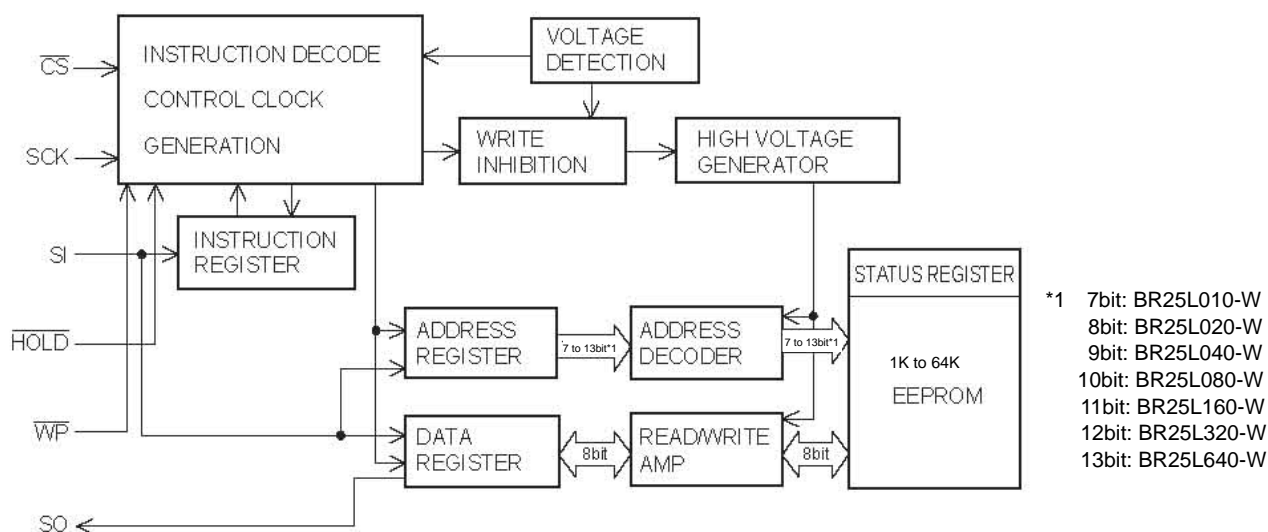 C̅S̅
SCK
SI
H̅O̅L̅D̅
W̅P̅
SO
INSTRUCTION DECODE
CONTROL CLOCK
GENERATION
VOLTAGE
DETECTION
WRITE
INHIBITION
HIGH VOLTAGE
GENERATOR
INSTRUCTION
REGISTER
ADDRESS
REGISTER
7 to 13bit*1
ADDRESS
DECODER
7 to 13bit*1
DATA
REGISTER
8bit
READ/WRITE
AMP
8bit
STATUS REGISTER
1K to 64K
EEPROM
*1 7bit: BR25L010-W
8bit: BR25L020-W
9bit: BR25L040-W
10bit: BR25L080-W
11bit: BR25L160-W
12bit: BR25L320-W
13bit: BR25L640-W